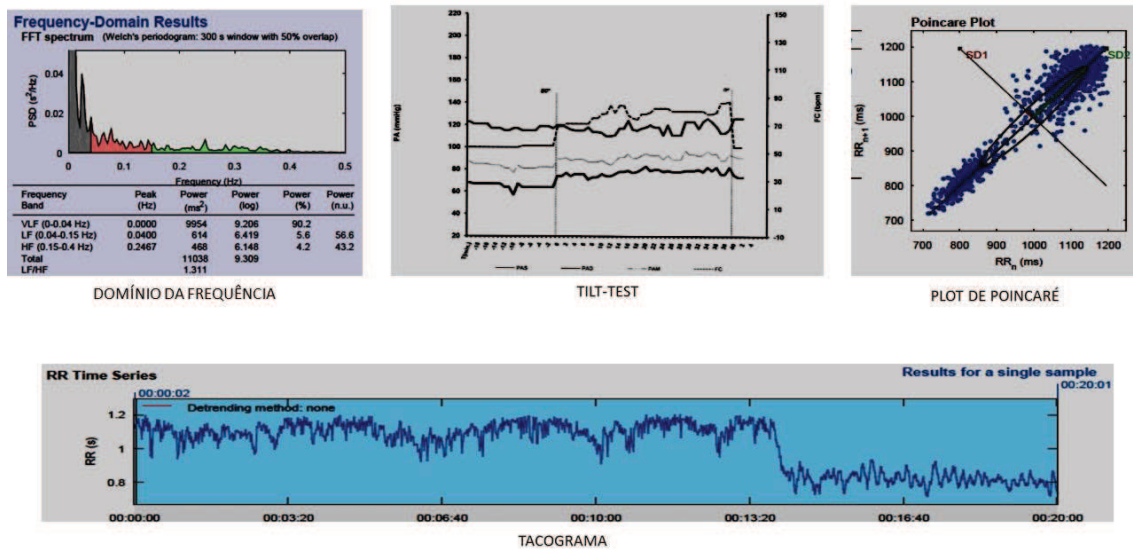 Frequency-Domain Results
FFT spectrum (Welch's periodogram: 300 s window with 50% overlap)
PSD (s²/Hz)
0.04
0.02
0
0 0.1 0.2 0.3 0.4 0.5
Frequency (Hz)
Frequency Peak Power Power Power Power
Band (Hz) (ms²) (log) (%) (n.u.)
VLF (0-0.04 Hz) 0.0000 9954 9.206 90.2
LF (0.04-0.15 Hz) 0.0400 614 6.419 5.6 56.6
HF (0.15-0.4 Hz) 0.2467 468 6.148 4.2 43.2
Total 11038 9.309
LF/HF 1.311
DOMÍNIO DA FREQUÊNCIA
PA (mmHg)
220
200
180
160
140
120
100
80
60
40
20
FC (bpm)
150
130
110
90
70
50
30
10
-10
PAS PAD PAM FC
TILT-TEST
Poincare Plot
SD1
SD2
RRn+1 (ms)
1200
1100
1000
900
800
700
700 800 900 1000 1100 1200
RRn (ms)
PLOT DE POINCARÉ
RR Time Series
Results for a single sample
00:00:02
00:20:01
Detrending method: none
RR (s)
1.2
1
0.8
00:00:00 00:03:20 00:06:40 00:10:00 00:13:20 00:16:40 00:20:00
TACOGRAMA